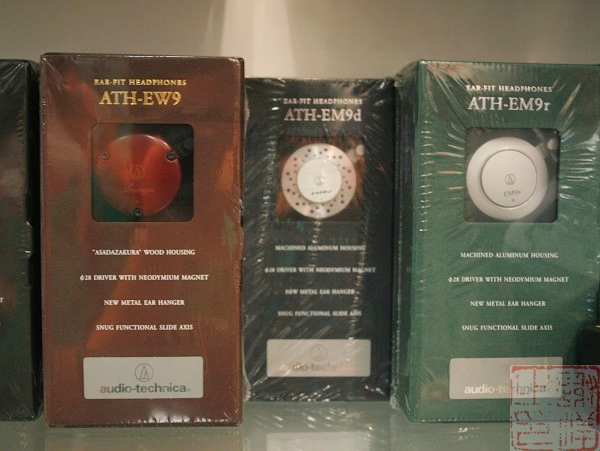 EAR-FIT HEADPHONES
ATH-EW9
"ASADAZAKURA" WOOD HOUSING
φ28 DRIVER WITH NEODYMIUM MAGNET
NEW METAL EAR HANGER
SNUG FUNCTIONAL SLIDE AXIS
audio-technica
EAR-FIT HEADPHONES
ATH-EM9d
MACHINED ALUMINUM HOUSING
φ28 DRIVER WITH NEODYMIUM MAGNET
NEW METAL EAR HANGER
SNUG FUNCTIONAL SLIDE AXIS
audio-technica
EAR-FIT HEADPHONES
ATH-EM9r
EM9r
MACHINED ALUMINUM HOUSING
φ28 DRIVER WITH NEODYMIUM MAGNET
NEW METAL EAR HANGER
SNUG FUNCTIONAL SLIDE AXIS
audio-technica